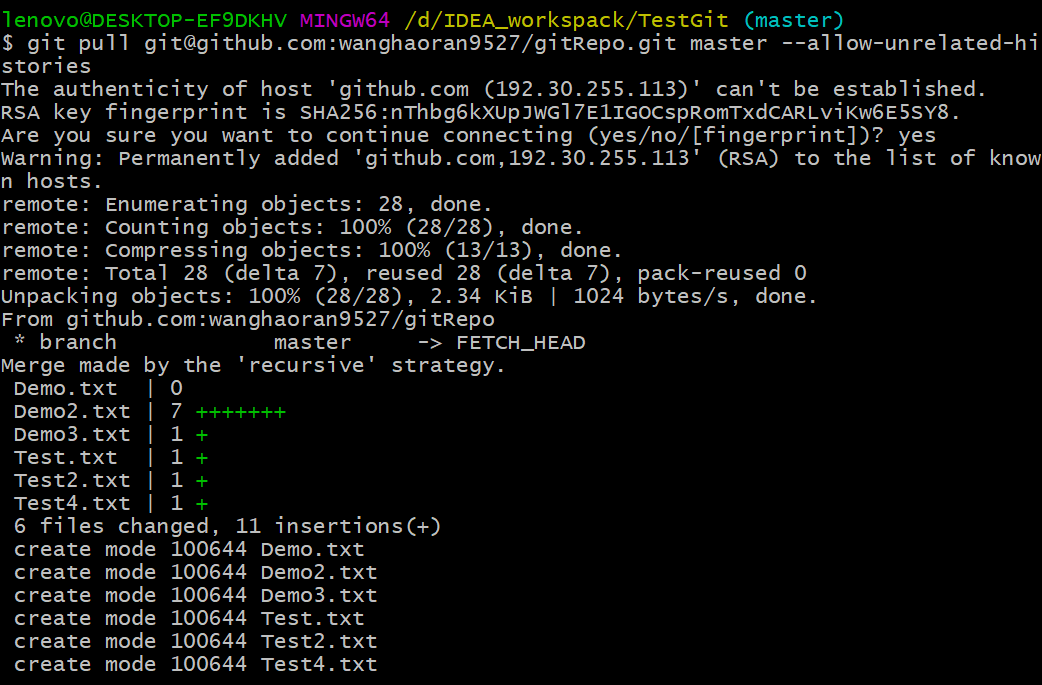 lenovo@DESKTOP-EF9DKHV MINGW64 /d/IDEA_workspack/TestGit (master)
$ git pull git@github.com:wanghaoran9527/gitRepo.git master --allow-unrelated-hi
stories
The authenticity of host 'github.com (192.30.255.113)' can't be established.
RSA key fingerprint is SHA256:nThbg6kXUpJWGl7E1IGOCspRomTxdCARLviKw6E5SY8.
Are you sure you want to continue connecting (yes/no/[fingerprint])? yes
Warning: Permanently added 'github.com,192.30.255.113' (RSA) to the list of know
n hosts.
remote: Enumerating objects: 28, done.
remote: Counting objects: 100% (28/28), done.
remote: Compressing objects: 100% (13/13), done.
remote: Total 28 (delta 7), reused 28 (delta 7), pack-reused 0
Unpacking objects: 100% (28/28), 2.34 KiB | 1024 bytes/s, done.
From github.com:wanghaoran9527/gitRepo
 * branch            master     -> FETCH_HEAD
Merge made by the 'recursive' strategy.
 Demo.txt  | 0
 Demo2.txt | 7 +++++++
 Demo3.txt | 1 +
 Test.txt  | 1 +
 Test2.txt | 1 +
 Test4.txt | 1 +
 6 files changed, 11 insertions(+)
 create mode 100644 Demo.txt
 create mode 100644 Demo2.txt
 create mode 100644 Demo3.txt
 create mode 100644 Test.txt
 create mode 100644 Test2.txt
 create mode 100644 Test4.txt